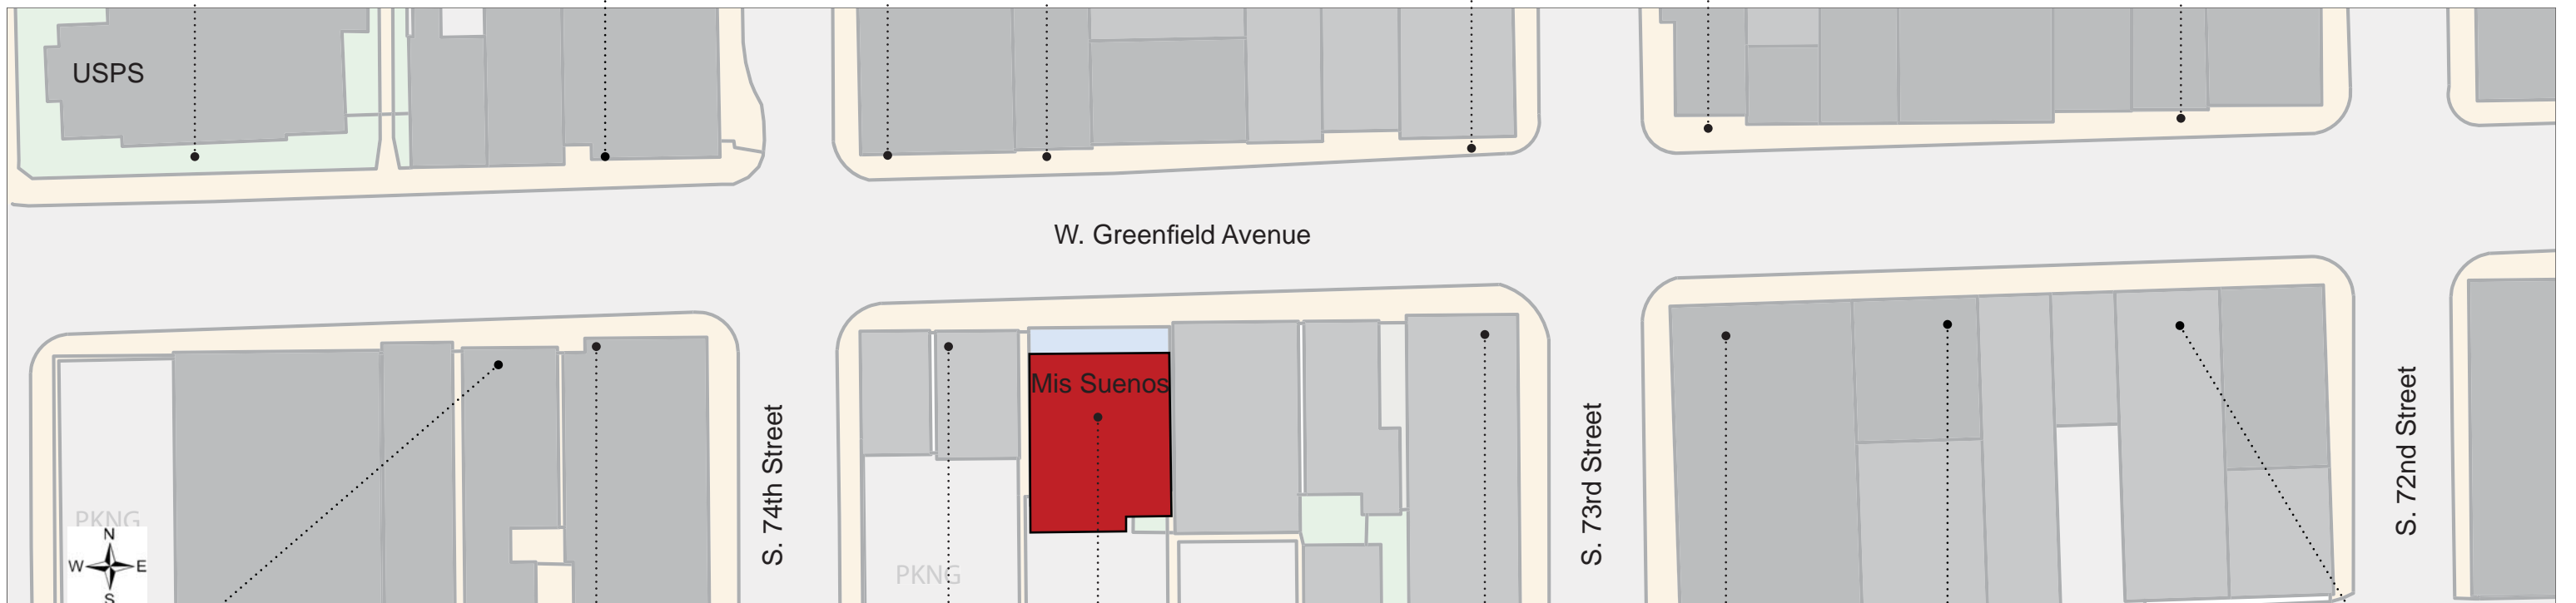 USPS
W. Greenfield Avenue
Mis Suenos
S. 74th Street
S. 73rd Street
S. 72nd Street
PKNG
PKNG
N
W
E
S